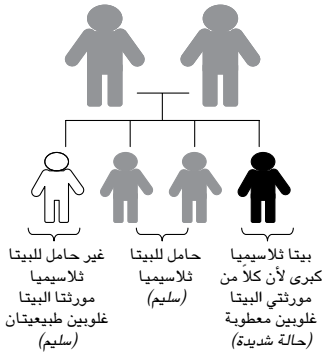 بيتا ثلاسيميا
كبرى لأن كلاً من
مورثتي البيتا
غلوبين معطوبة
(حالة شديدة)
حامل للبيتا
ثلاسيميا
(سليم)
غير حامل للبيتا
ثلاسيميا
مورثتا البيتا
غلوبين طبيعيتان
(سليم)